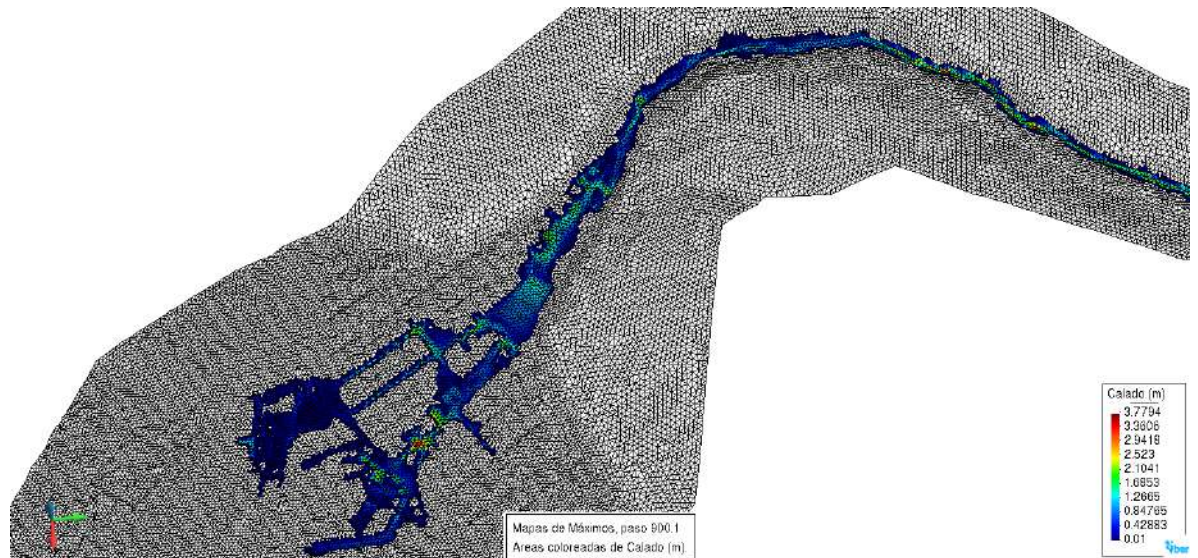 Calado (m)
3.7794
3.3606
2.9418
2.523
2.1041
1.6853
1.2665
0.84765
0.42883
0.01
Mapas de Máximos, paso 900.1
Areas coloreadas de Calado (m).
iber